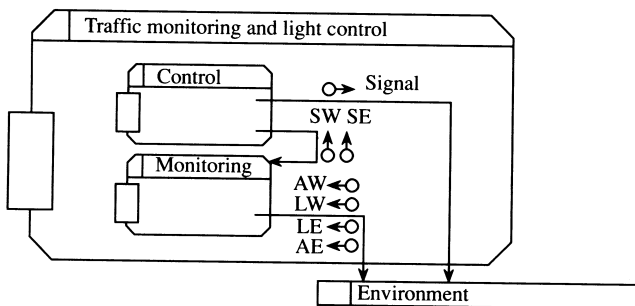 Traffic monitoring and light control
Control
Signal
SW SE
Monitoring
AW
LW
LE
AE
Environment